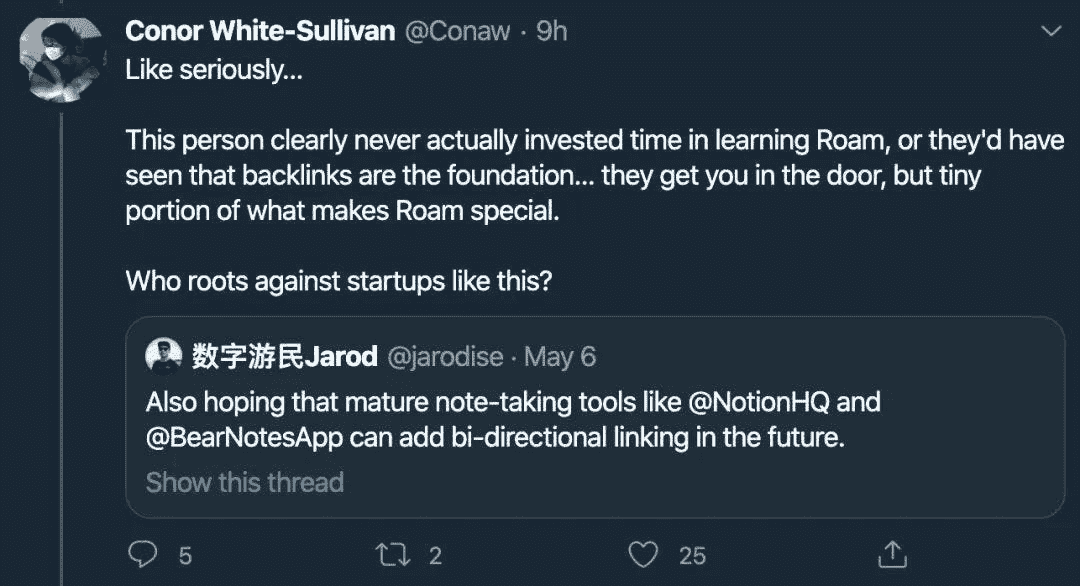 Conor White-Sullivan @Conaw · 9h
Like seriously...
This person clearly never actually invested time in learning Roam, or they'd have
seen that backlinks are the foundation... they get you in the door, but tiny
portion of what makes Roam special.
Who roots against startups like this?
数字游民Jarod @jarodise · May 6
Also hoping that mature note-taking tools like @NotionHQ and
@BearNotesApp can add bi-directional linking in the future.
Show this thread
5 2 25